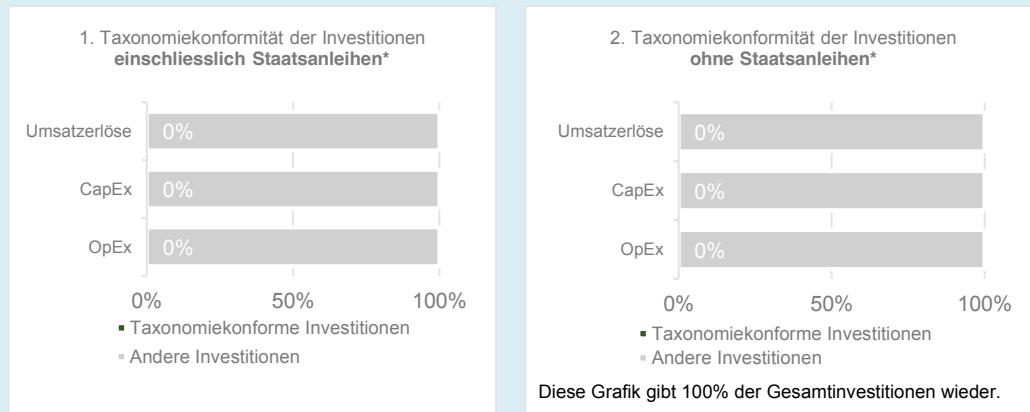 1. Taxonomiekonformität der Investitionen
einschliesslich Staatsanleihen*
Umsatzerlöse
0%
CapEx
0%
OpEx
0%
0%
50%
100%
Taxonomiekonforme Investitionen
Andere Investitionen
2. Taxonomiekonformität der Investitionen
ohne Staatsanleihen*
Umsatzerlöse
0%
CapEx
0%
OpEx
0%
0%
50%
100%
Taxonomiekonforme Investitionen
Andere Investitionen
Diese Grafik gibt 100% der Gesamtinvestitionen wieder.